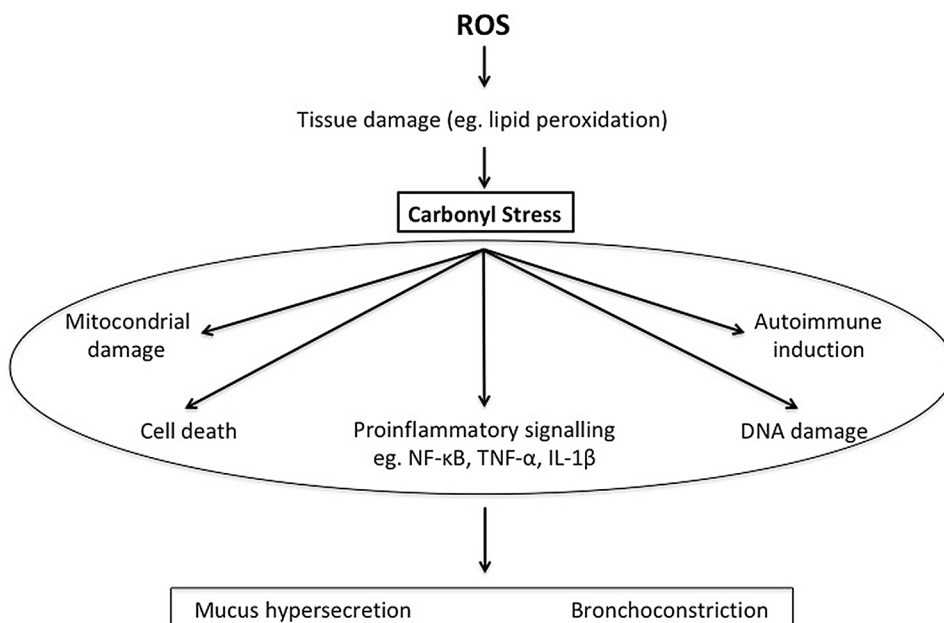 ROS
Tissue damage (eg. lipid peroxidation)
Carbonyl Stress
Mitocondrial
damage
Autoimmune
induction
Cell death
Proinflammatory signalling
eg. NF-κB, TNF-α, IL-1β
DNA damage
Mucus hypersecretion Bronchoconstriction